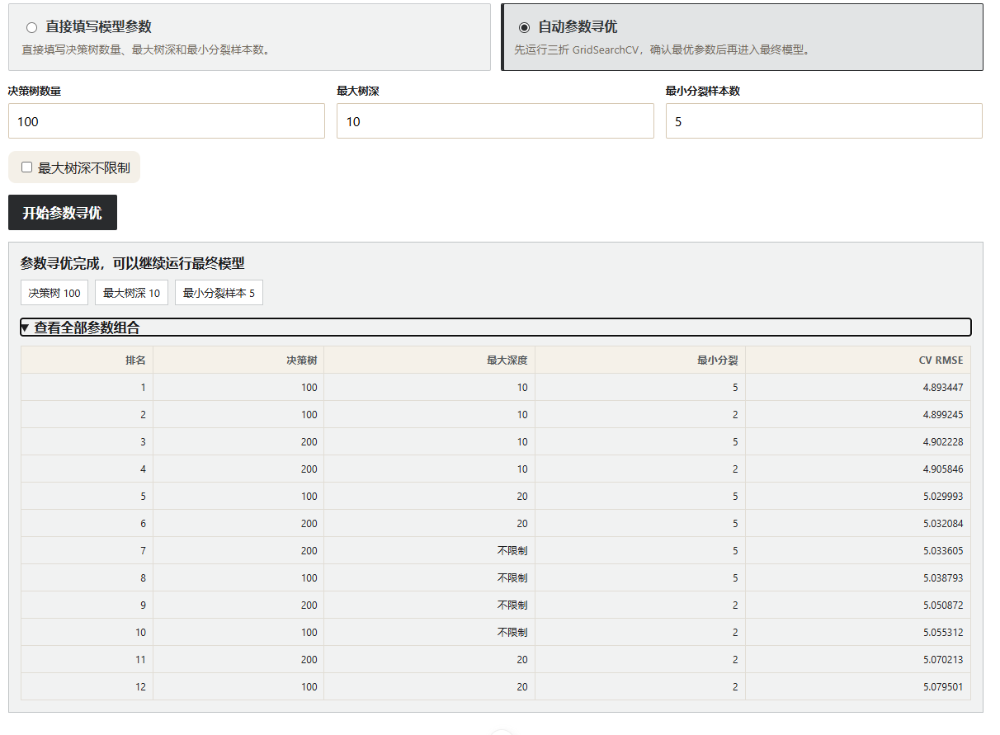 直接填写模型参数
直接填写决策树数量、最大树深和最小分裂样本数。
自动参数寻优
先运行三折 GridSearchCV，确认最优参数后再进入最终模型。
决策树数量 最大树深 最小分裂样本数
100 10 5
最大树深不限制
开始参数寻优
参数寻优完成，可以继续运行最终模型
决策树 100 最大树深 10 最小分裂样本 5
▼ 查看全部参数组合
排名 决策树 最大深度 最小分裂 CV RMSE
1 100 10 5 4.893447
2 100 10 2 4.899245
3 200 10 5 4.902228
4 200 10 2 4.905846
5 100 20 5 5.029993
6 200 20 5 5.032084
7 200 不限制 5 5.033605
8 100 不限制 5 5.038793
9 200 不限制 2 5.050872
10 100 不限制 2 5.055312
11 200 20 2 5.070213
12 100 20 2 5.079501